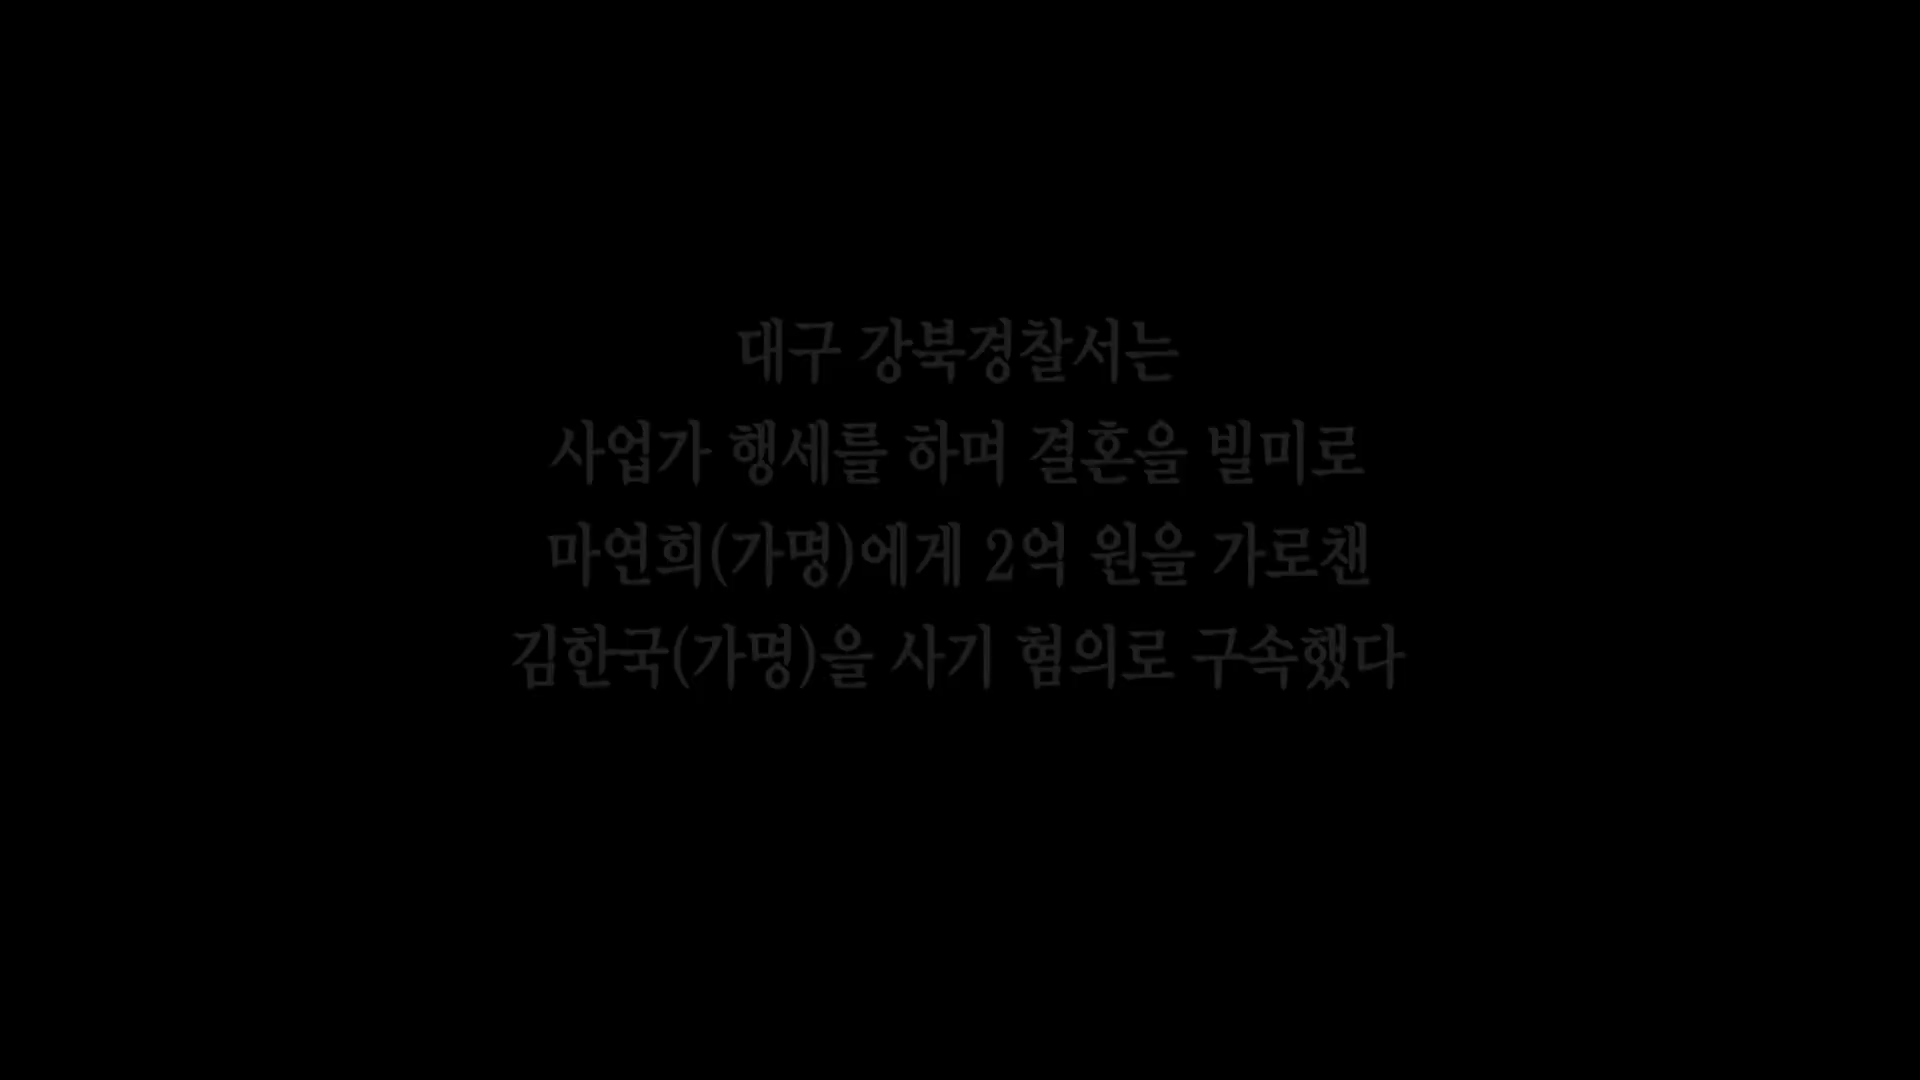 대구 강북경찰서는
사업가 행세를 하며 결혼을 빌미로
마연희(가명)에게 2억 원을 가로챈
김한국(가명)을 사기 혐의로 구속했다